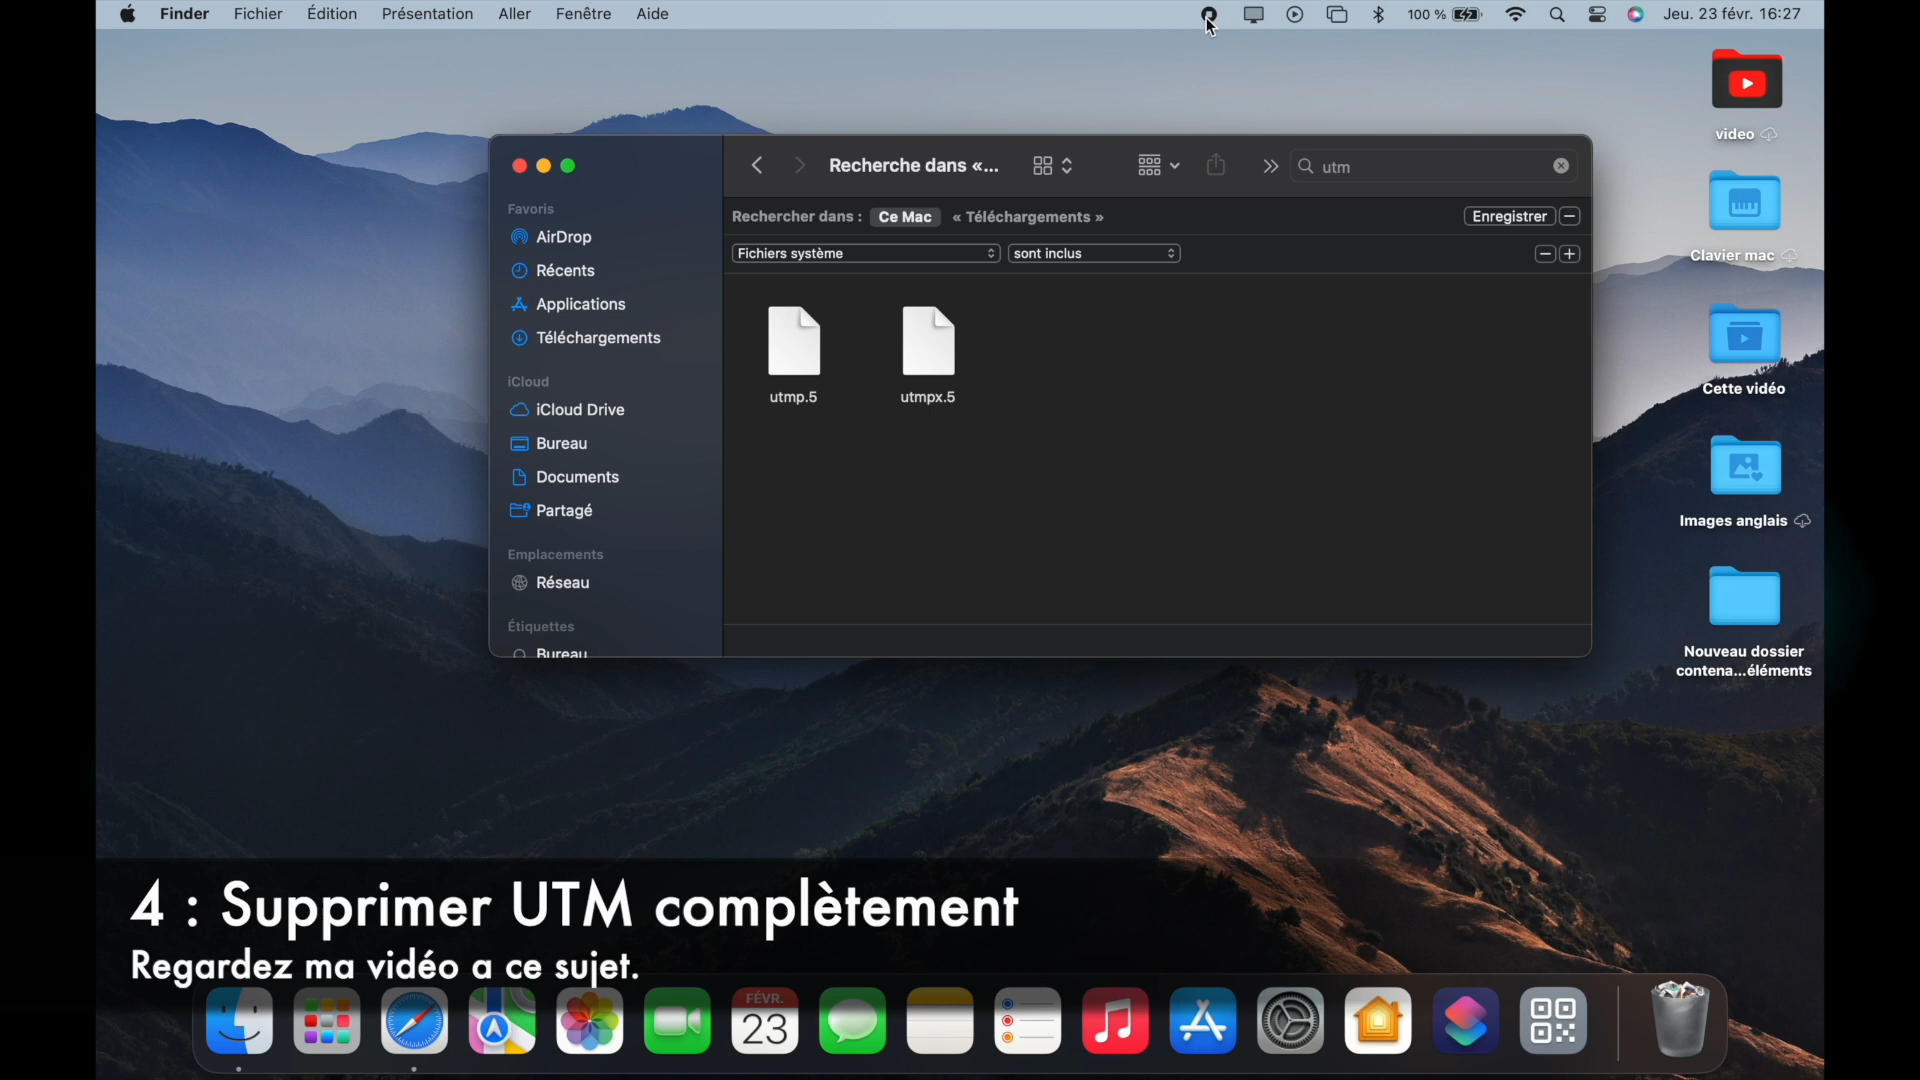 Finder Fichier Édition Présentation Aller Fenêtre Aide 100 % Jeu. 23 févr. 16:27
video
Clavier mac
Cette vidéo
Images anglais
Nouveau dossier
contena...éléments
Recherche dans «... utm
Rechercher dans : Ce Mac « Téléchargements » Enregistrer
Fichiers système sont inclus
Favoris
AirDrop
Récents
Applications
Téléchargements
iCloud
iCloud Drive
Bureau
Documents
Partagé
Emplacements
Réseau
Étiquettes
Bureau
utmp.5 utmpx.5
4 : Supprimer UTM complètement
Regardez ma vidéo a ce sujet.
FÉVR.
23